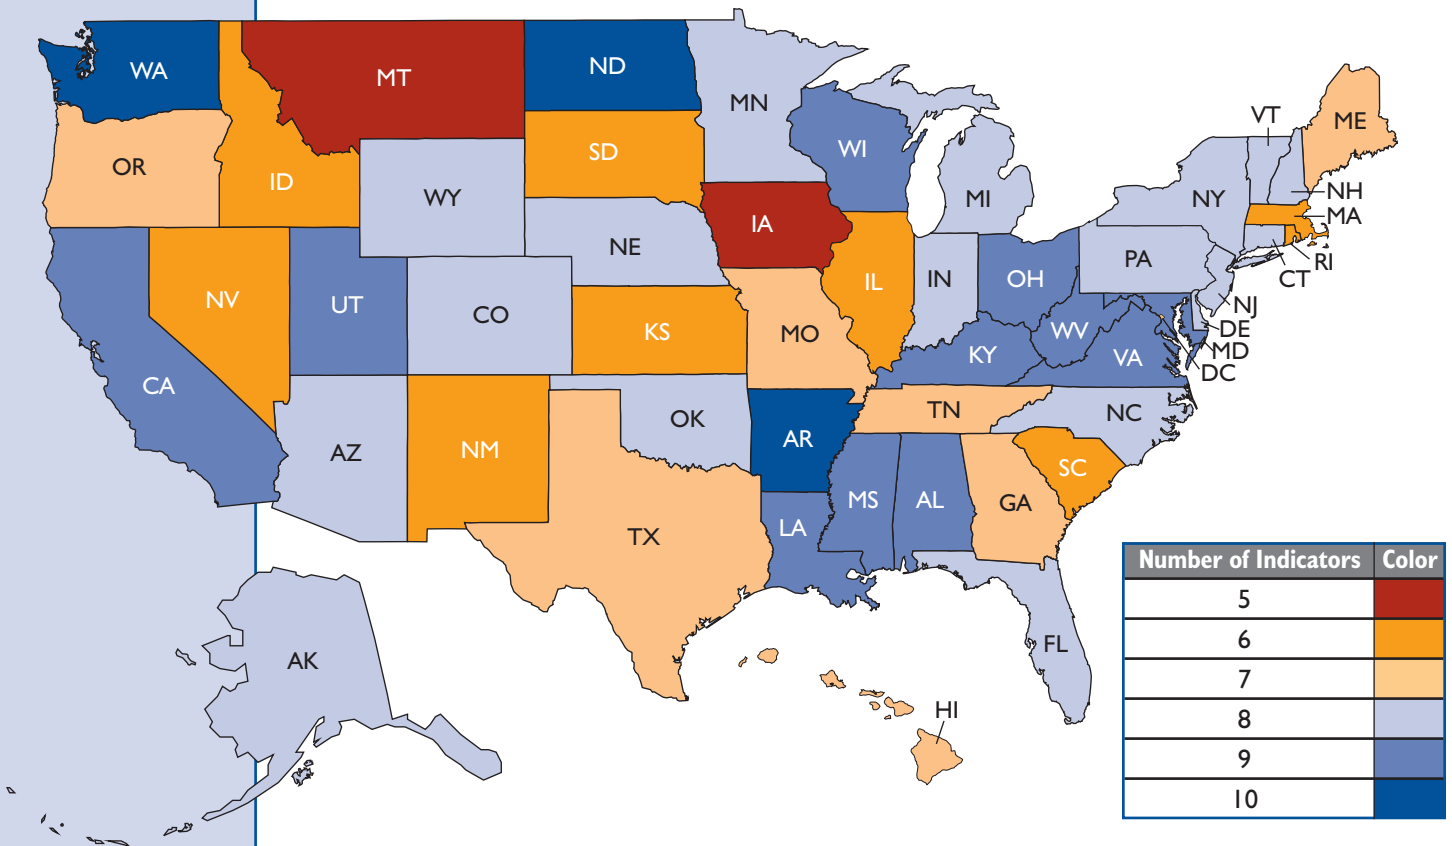 WA
MT
ND
MN
VT
ME
OR
ID
SD
WI
WY
MI
NY
NH
MA
IA
NE
PA
RI
CT
NV
UT
CO
IL
IN
OH
NJ
DE
MD
DC
KS
MO
WV
KY
VA
CA
AZ
NM
OK
AR
TN
NC
SC
MS
AL
GA
LA
TX
FL
AK
HI
Number of Indicators Color
5
6
7
8
9
10